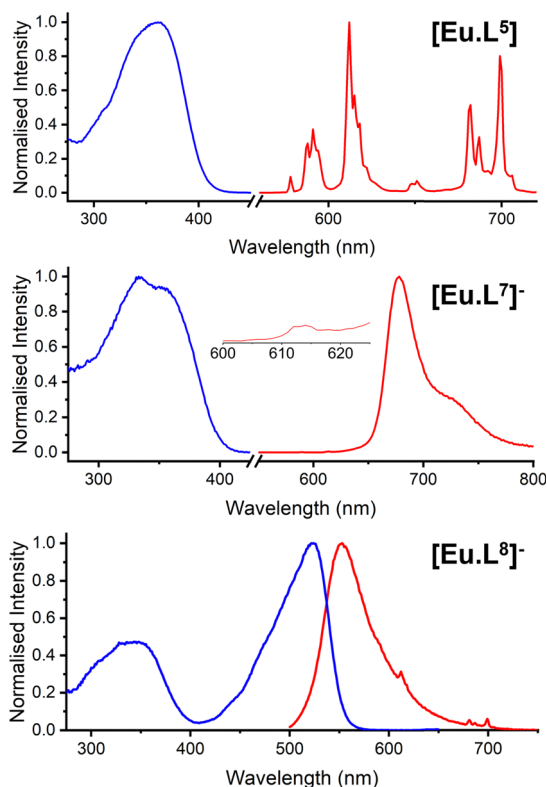 [Eu.L⁵]
Normalised Intensity
1.0
0.8
0.6
0.4
0.2
0.0
300 400 600 700
Wavelength (nm)
[Eu.L⁷]⁻
Normalised Intensity
1.0
0.8
0.6
0.4
0.2
0.0
600 610 620
300 400 600 700 800
Wavelength (nm)
[Eu.L⁸]⁻
Normalised Intensity
1.0
0.8
0.6
0.4
0.2
0.0
300 400 500 600 700
Wavelength (nm)